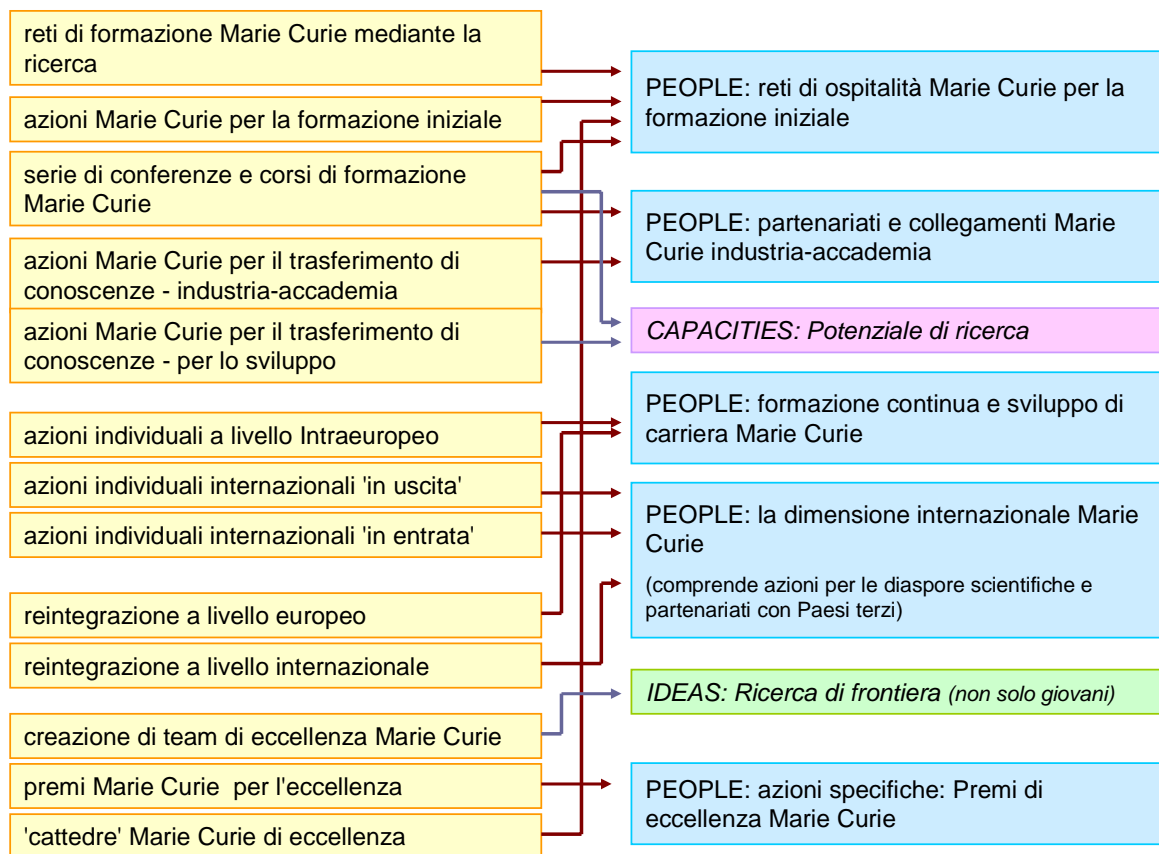 reti di formazione Marie Curie mediante la
ricerca
azioni Marie Curie per la formazione iniziale
serie di conferenze e corsi di formazione
Marie Curie
azioni Marie Curie per il trasferimento di
conoscenze - industria-accademia
azioni Marie Curie per il trasferimento di
conoscenze - per lo sviluppo
azioni individuali a livello Intraeuropeo
azioni individuali internazionali 'in uscita'
azioni individuali internazionali 'in entrata'
reintegrazione a livello europeo
reintegrazione a livello internazionale
creazione di team di eccellenza Marie Curie
premi Marie Curie per l'eccellenza
'cattedre' Marie Curie di eccellenza
PEOPLE: reti di ospitalità Marie Curie per la
formazione iniziale
PEOPLE: partenariati e collegamenti Marie
Curie industria-accademia
CAPACITIES: Potenziale di ricerca
PEOPLE: formazione continua e sviluppo di
carriera Marie Curie
PEOPLE: la dimensione internazionale Marie
Curie
(comprende azioni per le diaspore scientifiche e
partenariati con Paesi terzi)
IDEAS: Ricerca di frontiera (non solo giovani)
PEOPLE: azioni specifiche: Premi di
eccellenza Marie Curie